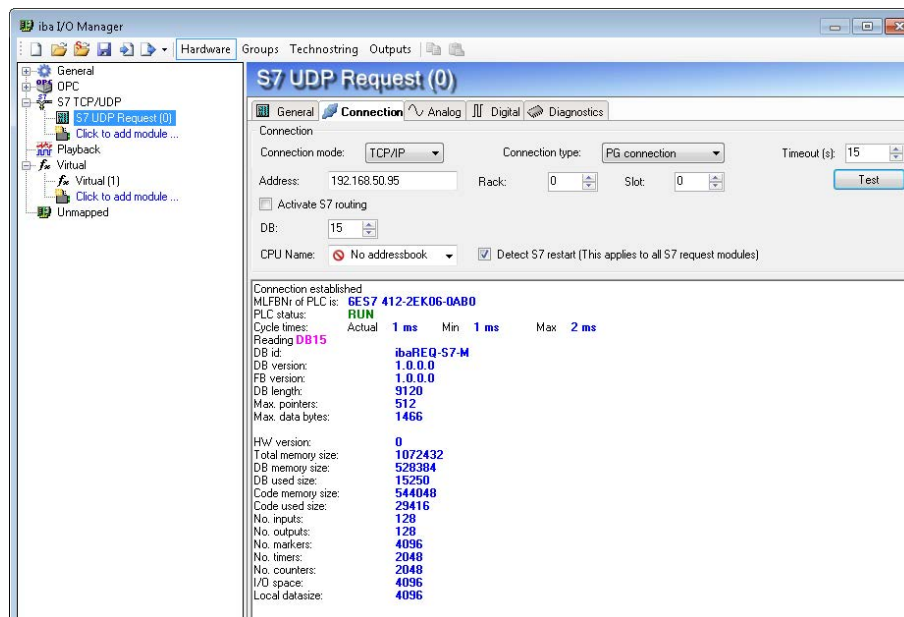 iba I/O Manager
Hardware Groups Technostring Outputs
General
OPC
S7 TCP/UDP
S7 UDP Request (0)
Click to add module ...
Playback
Virtual
Virtual (1)
Click to add module ...
Unmapped
S7 UDP Request (0)
General Connection Analog Digital Diagnostics
Connection
Connection mode: TCP/IP Connection type: PG connection Timeout (s): 15
Address: 192.168.50.95 Rack: 0 Slot: 0 Test
Activate S7 routing
DB: 15
CPU Name: No addressbook Detect S7 restart (This applies to all S7 request modules)
Connection established
MLFBNr of PLC is: 6ES7 412-2EK06-0AB0
PLC status: RUN
Cycle times: Actual 1 ms Min 1 ms Max 2 ms
Reading DB15
DB id: ibaREQ-S7-M
DB version: 1.0.0.0
FB version: 1.0.0.0
DB length: 9120
Max. pointers: 512
Max. data bytes: 1466
HW version: 0
Total memory size: 1072432
DB memory size: 528384
DB used size: 15250
Code memory size: 544048
Code used size: 29416
No. inputs: 128
No. outputs: 128
No. markers: 4096
No. timers: 2048
No. counters: 2048
I/O space: 4096
Local datasize: 4096